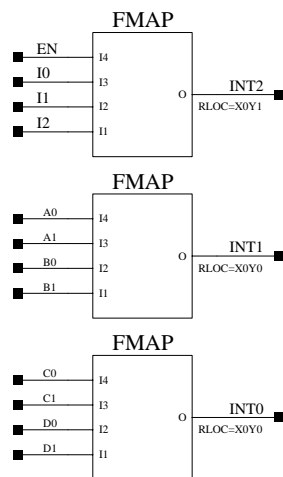 FMAP
EN I4
I0 I3
I1 I2
I2 I1
O INT2
RLOC=X0Y1
FMAP
A0 I4
A1 I3
B0 I2
B1 I1
O INT1
RLOC=X0Y0
FMAP
C0 I4
C1 I3
D0 I2
D1 I1
O INT0
RLOC=X0Y0